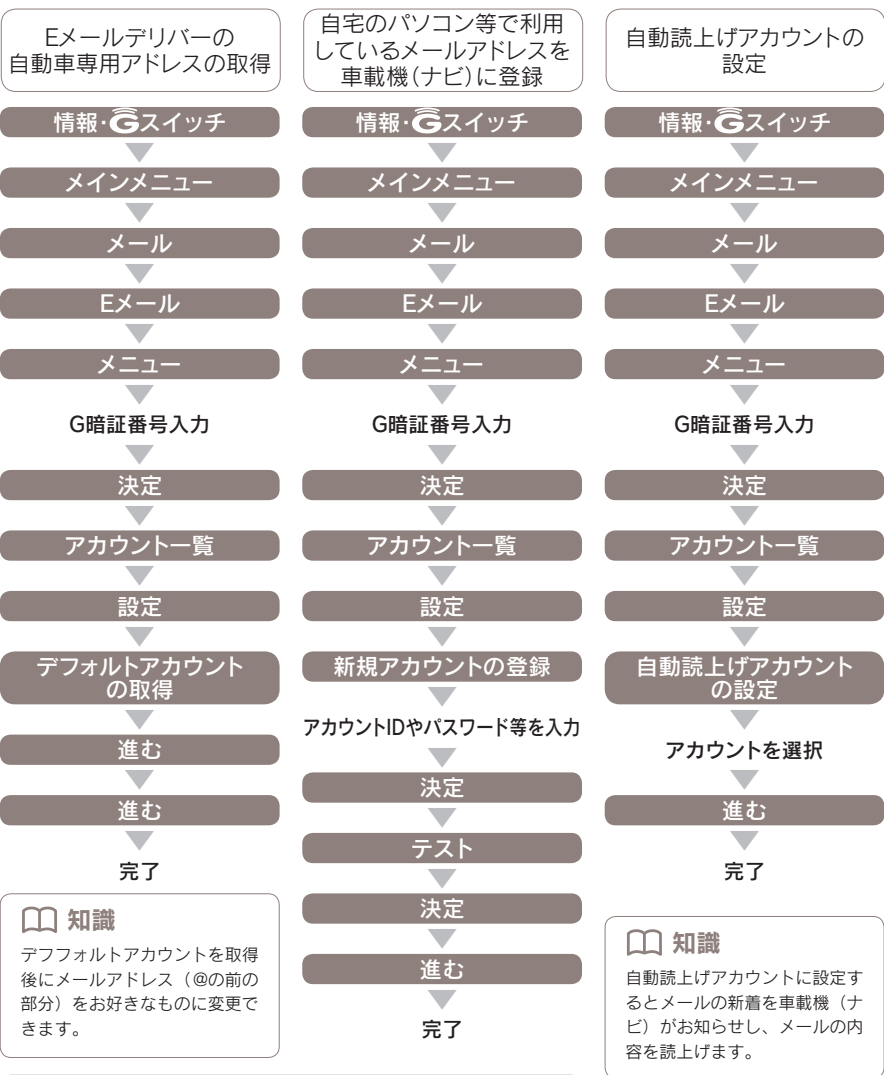 Eメールデリバーの
自動車専用アドレスの取得
情報・Gスイッチ
メインメニュー
メール
Eメール
メニュー
G暗証番号入力
決定
アカウント一覧
設定
デフォルトアカウント
の取得
進む
進む
完了
知識
デフフォルトアカウントを取得
後にメールアドレス（@の前の
部分）をお好きなものに変更で
きます。
自宅のパソコン等で利用
しているメールアドレスを
車載機（ナビ）に登録
情報・Gスイッチ
メインメニュー
メール
Eメール
メニュー
G暗証番号入力
決定
アカウント一覧
設定
新規アカウントの登録
アカウントIDやパスワード等を入力
決定
テスト
決定
進む
完了
自動読上げアカウントの
設定
情報・Gスイッチ
メインメニュー
メール
Eメール
メニュー
G暗証番号入力
決定
アカウント一覧
設定
自動読上げアカウント
の設定
アカウントを選択
進む
完了
知識
自動読上げアカウントに設定す
るとメールの新着を車載機（ナ
ビ）がお知らせし、メールの内
容を読上げます。